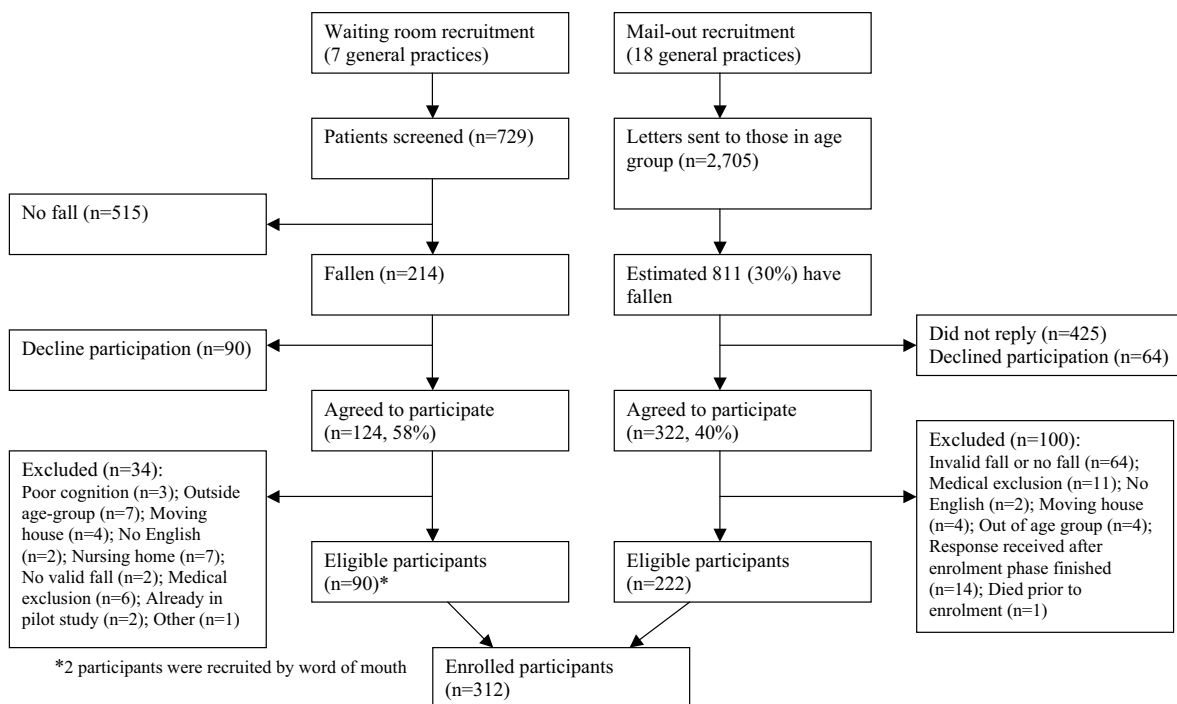 Waiting room recruitment
(7 general practices)
Mail-out recruitment
(18 general practices)
Patients screened (n=729)
Letters sent to those in age
group (n=2,705)
No fall (n=515)
Fallen (n=214)
Estimated 811 (30%) have
fallen
Decline participation (n=90)
Did not reply (n=425)
Declined participation (n=64)
Agreed to participate
(n=124, 58%)
Agreed to participate
(n=322, 40%)
Excluded (n=34):
Poor cognition (n=3); Outside
age-group (n=7); Moving
house (n=4); No English
(n=2); Nursing home (n=7);
No valid fall (n=2); Medical
exclusion (n=6); Already in
pilot study (n=2); Other (n=1)
Excluded (n=100):
Invalid fall or no fall (n=64);
Medical exclusion (n=11); No
English (n=2); Moving house
(n=4); Out of age group (n=4);
Response received after
enrolment phase finished
(n=14); Died prior to
enrolment (n=1)
Eligible participants
(n=90)*
Eligible participants
(n=222)
*2 participants were recruited by word of mouth
Enrolled participants
(n=312)